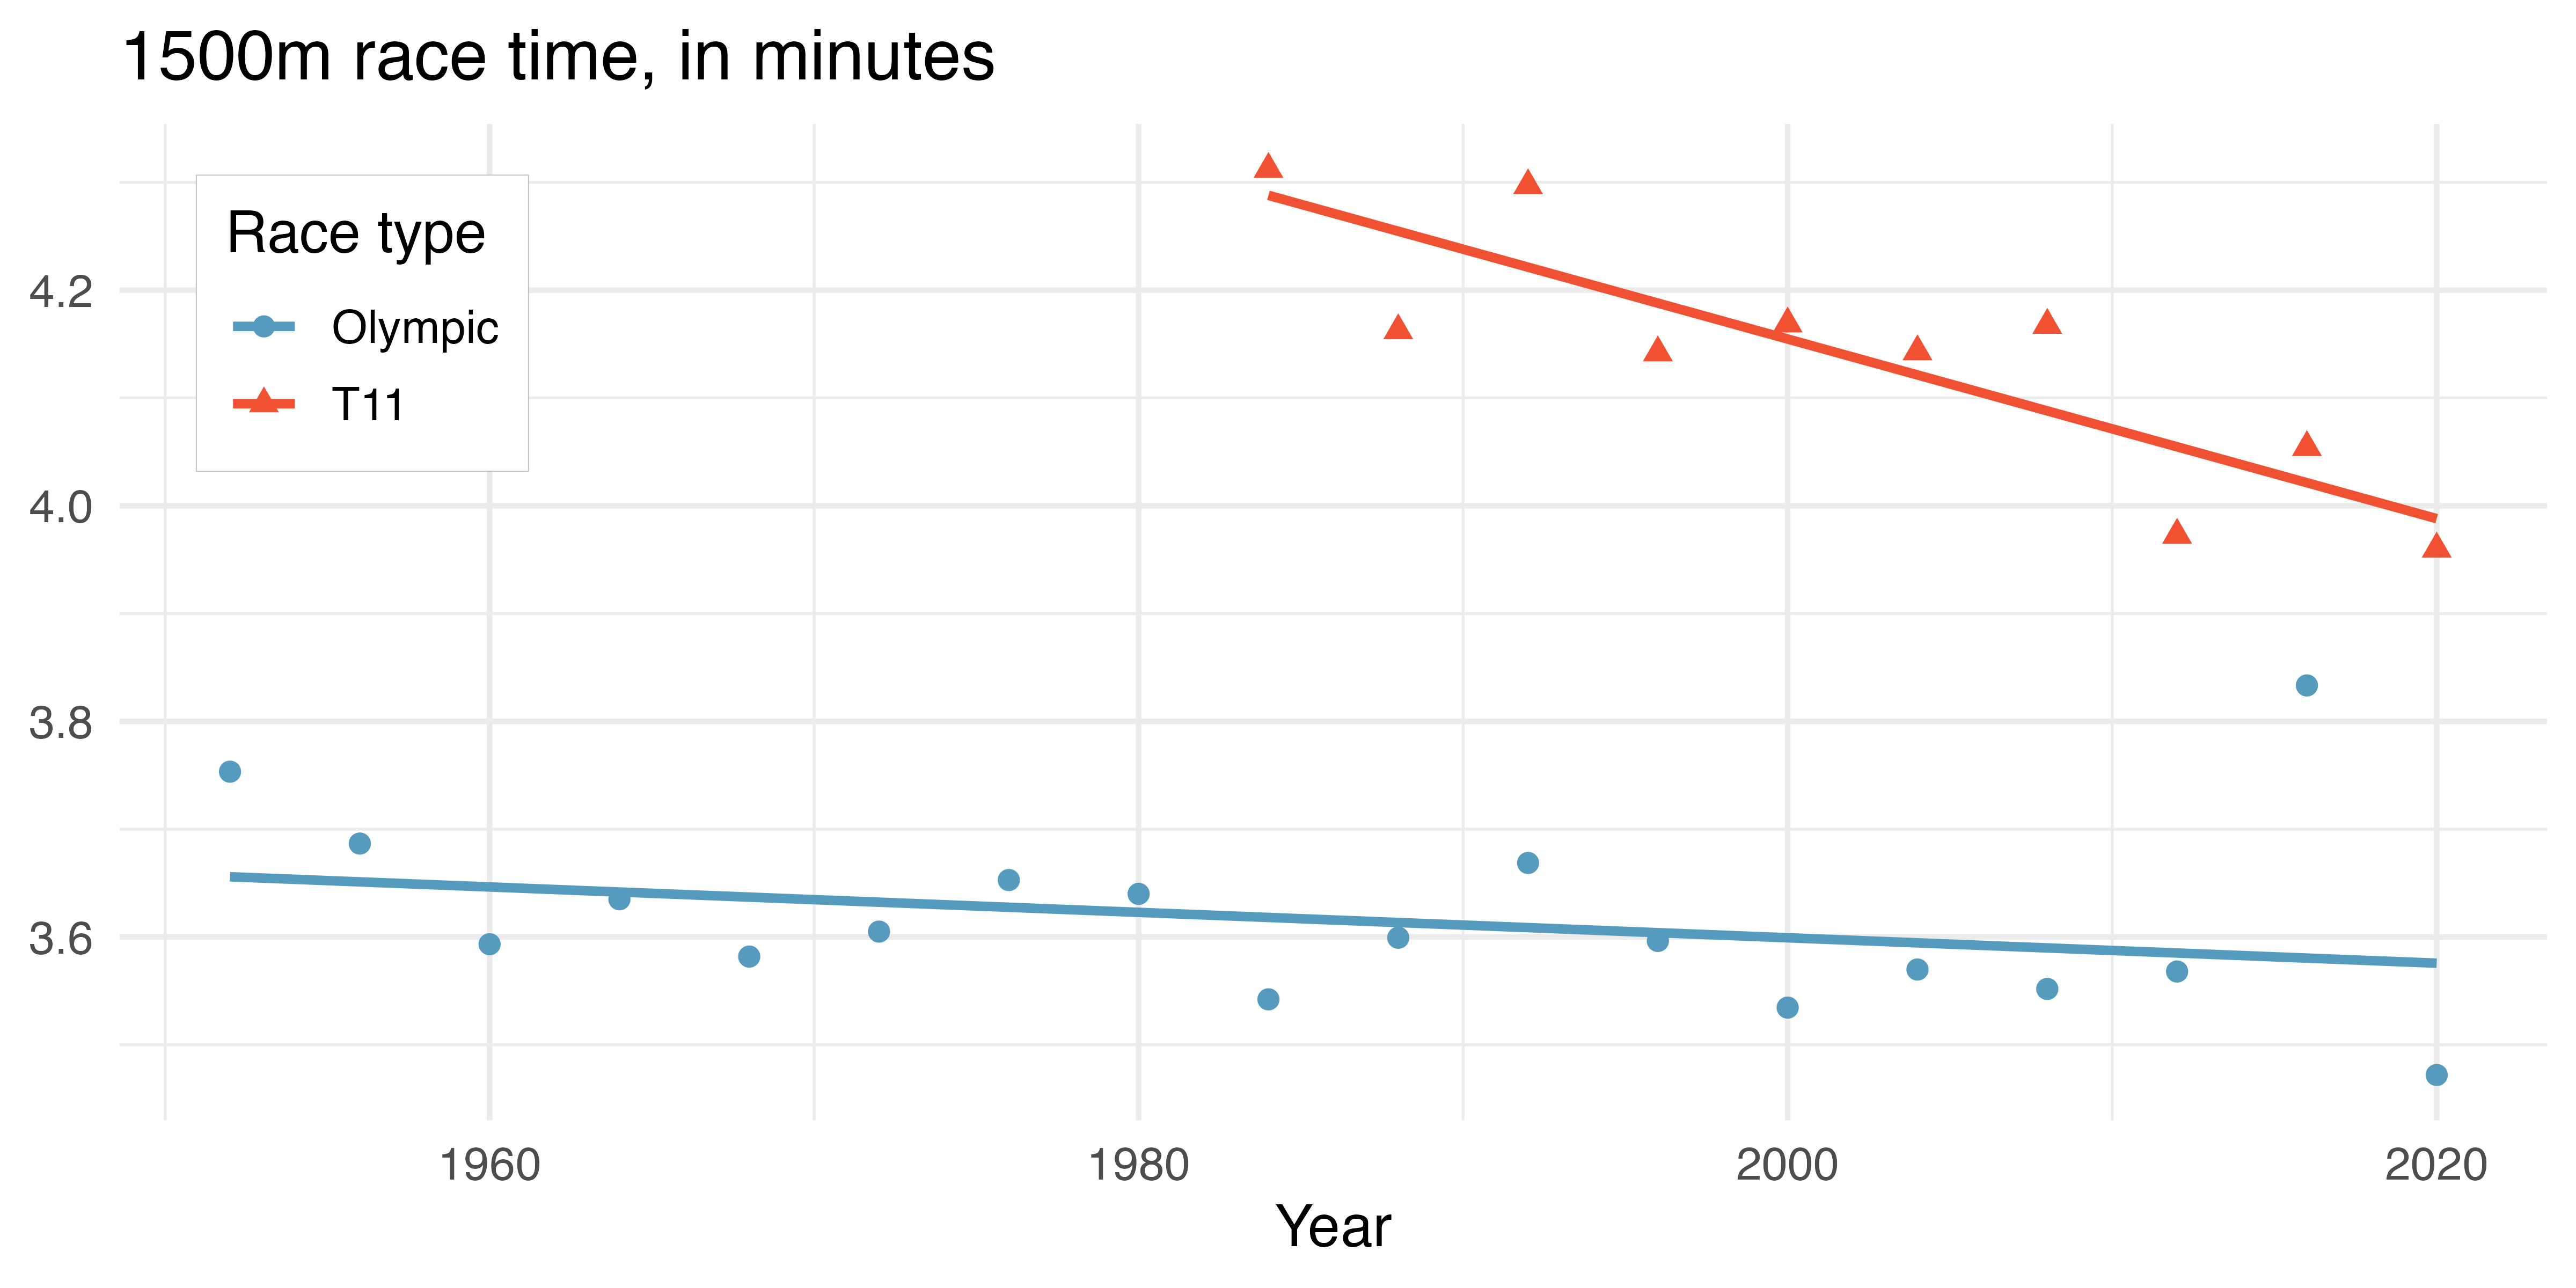 1500m race time, in minutes
Race type
Olympic
T11
4.2
4.0
3.8
3.6
1960 1980 2000 2020
Year